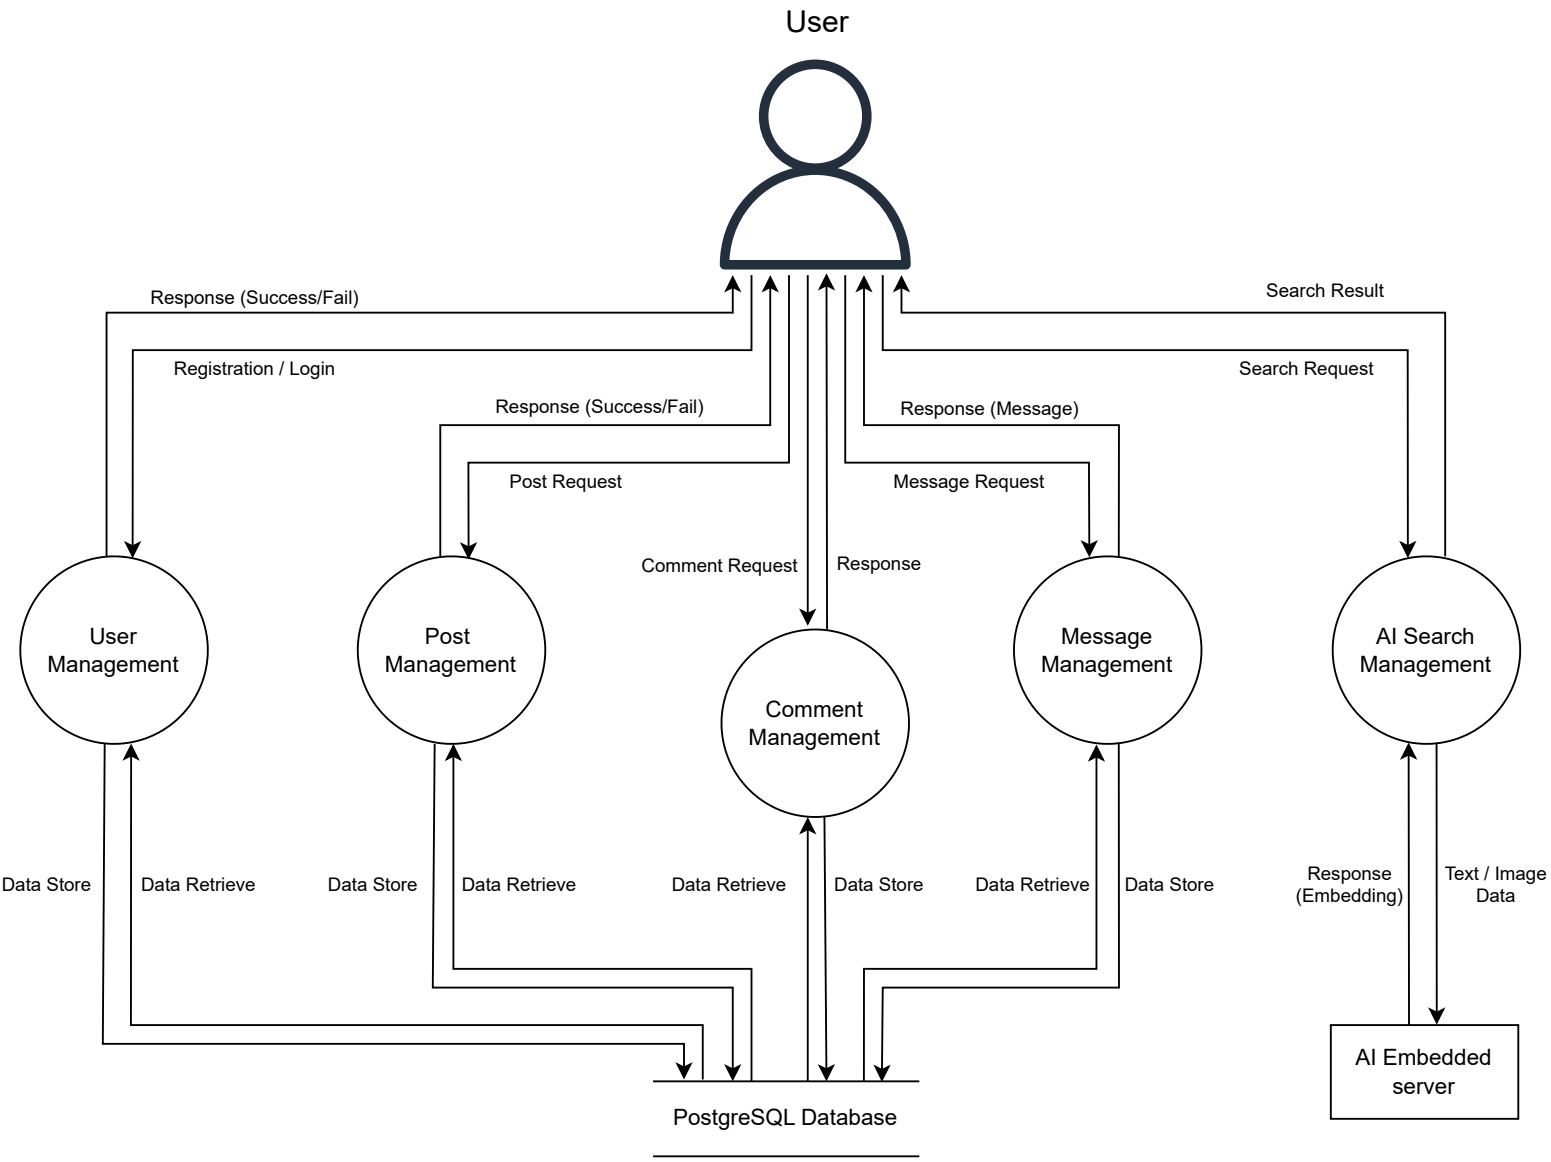 User
Response (Success/Fail)
Search Result
Registration / Login
Search Request
Response (Success/Fail)
Response (Message)
Post Request
Message Request
Comment Request
Response
User
Management
Post
Management
Comment
Management
Message
Management
AI Search
Management
Data Store
Data Retrieve
Data Store
Data Retrieve
Data Retrieve
Data Store
Data Retrieve
Data Store
Response
(Embedding)
Text / Image
Data
AI Embedded
server
PostgreSQL Database